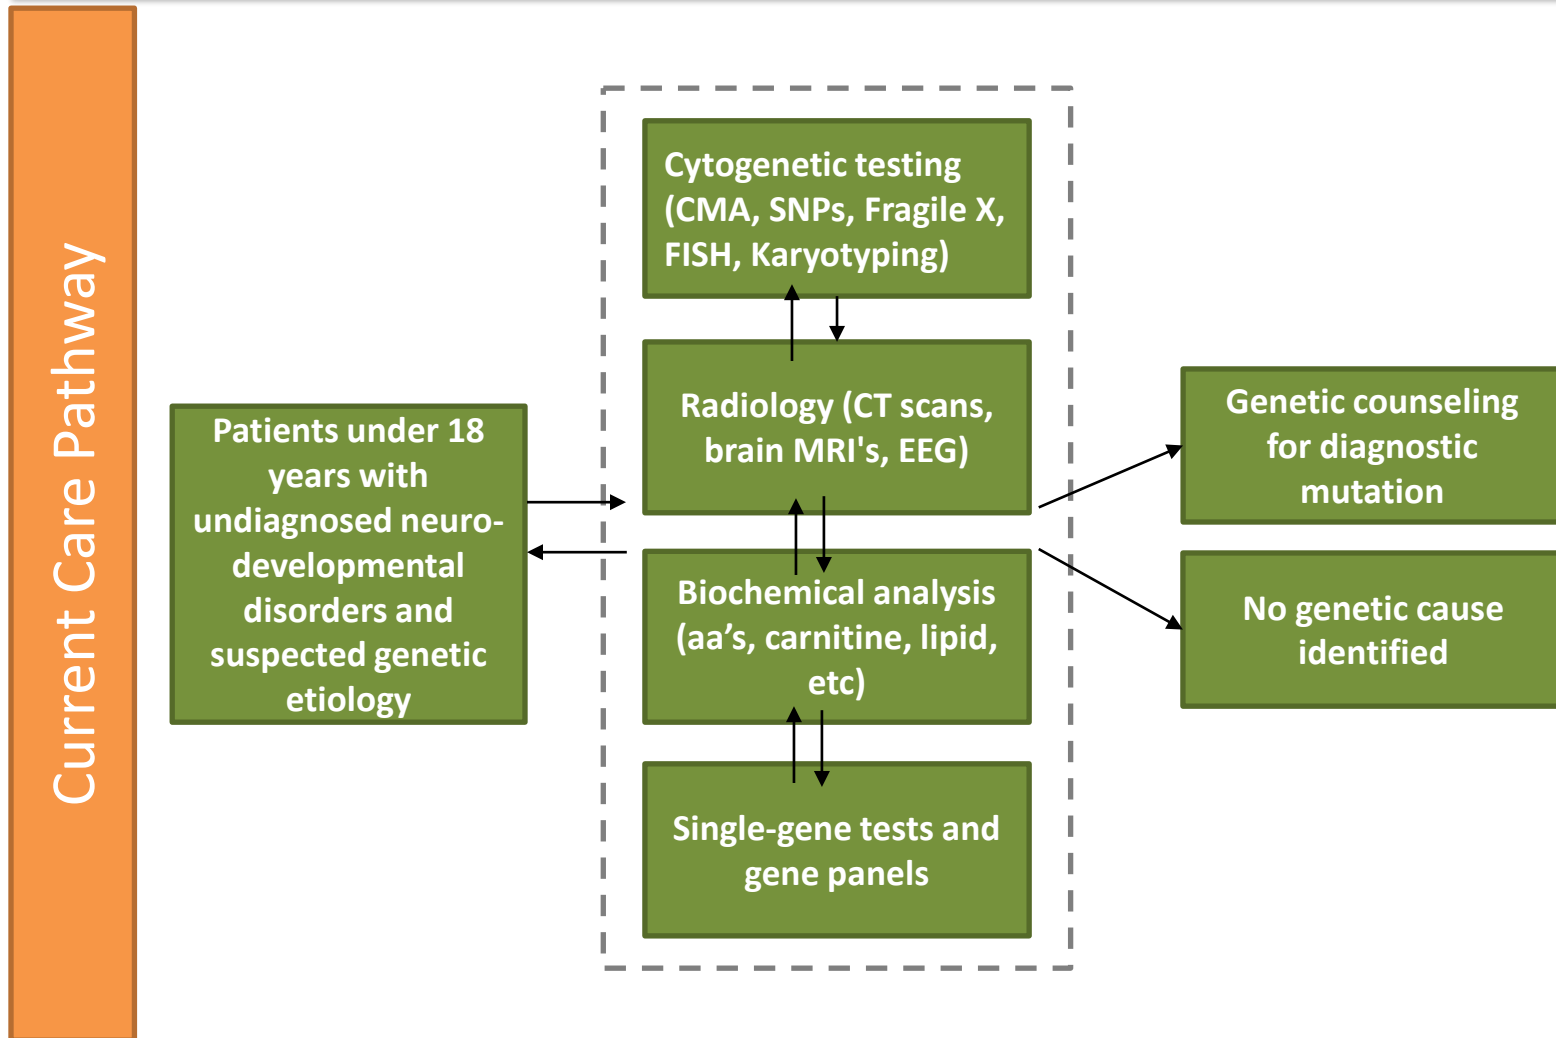 Current Care Pathway
Patients under 18
years with
undiagnosed neuro-
developmental
disorders and
suspected genetic
etiology
Cytogenetic testing
(CMA, SNPs, Fragile X,
FISH, Karyotyping)
Radiology (CT scans,
brain MRI's, EEG)
Biochemical analysis
(aa’s, carnitine, lipid,
etc)
Single-gene tests and
gene panels
Genetic counseling
for diagnostic
mutation
No genetic cause
identified